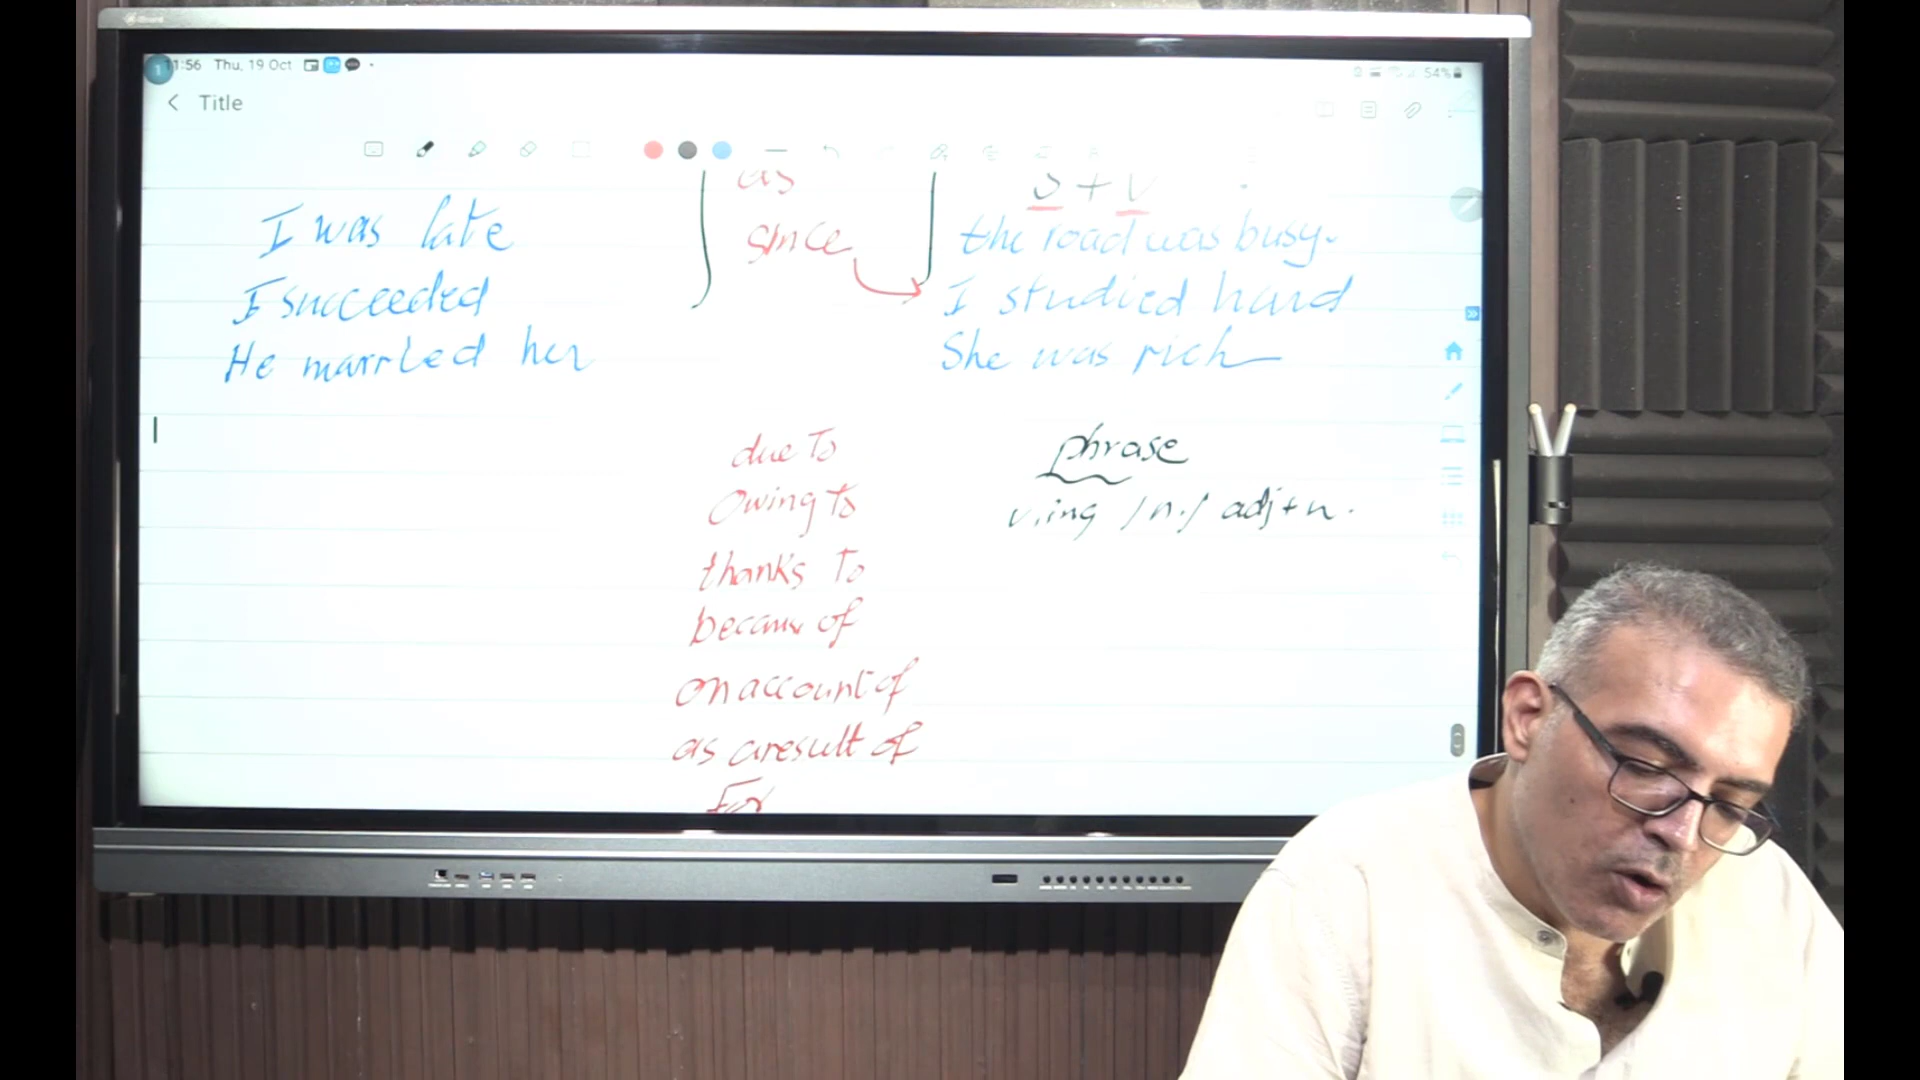 11:56 Thu, 19 Oct
54%
Title
as
S + V
I was late
since
the road was busy.
I succeeded
I studied hard
He married her
She was rich
due to
phrase
owing to
v.ing / n. / adj + n.
thanks to
because of
on account of
as a result of
For